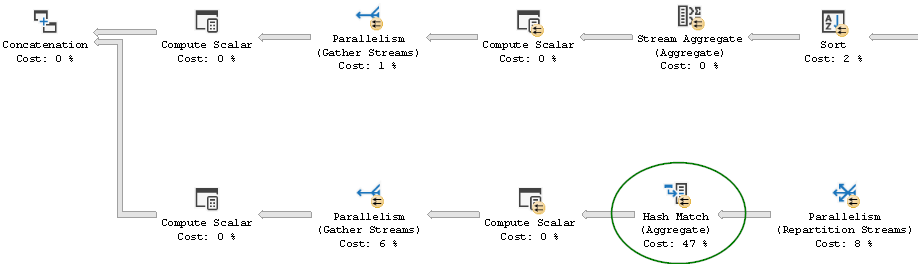 Concatenation
Cost: 0 %
Compute Scalar
Cost: 0 %
Parallelism
(Gather Streams)
Cost: 1 %
Compute Scalar
Cost: 0 %
Stream Aggregate
(Aggregate)
Cost: 0 %
Sort
Cost: 2 %
Compute Scalar
Cost: 0 %
Parallelism
(Gather Streams)
Cost: 6 %
Compute Scalar
Cost: 0 %
Hash Match
(Aggregate)
Cost: 47 %
Parallelism
(Repartition Streams)
Cost: 8 %